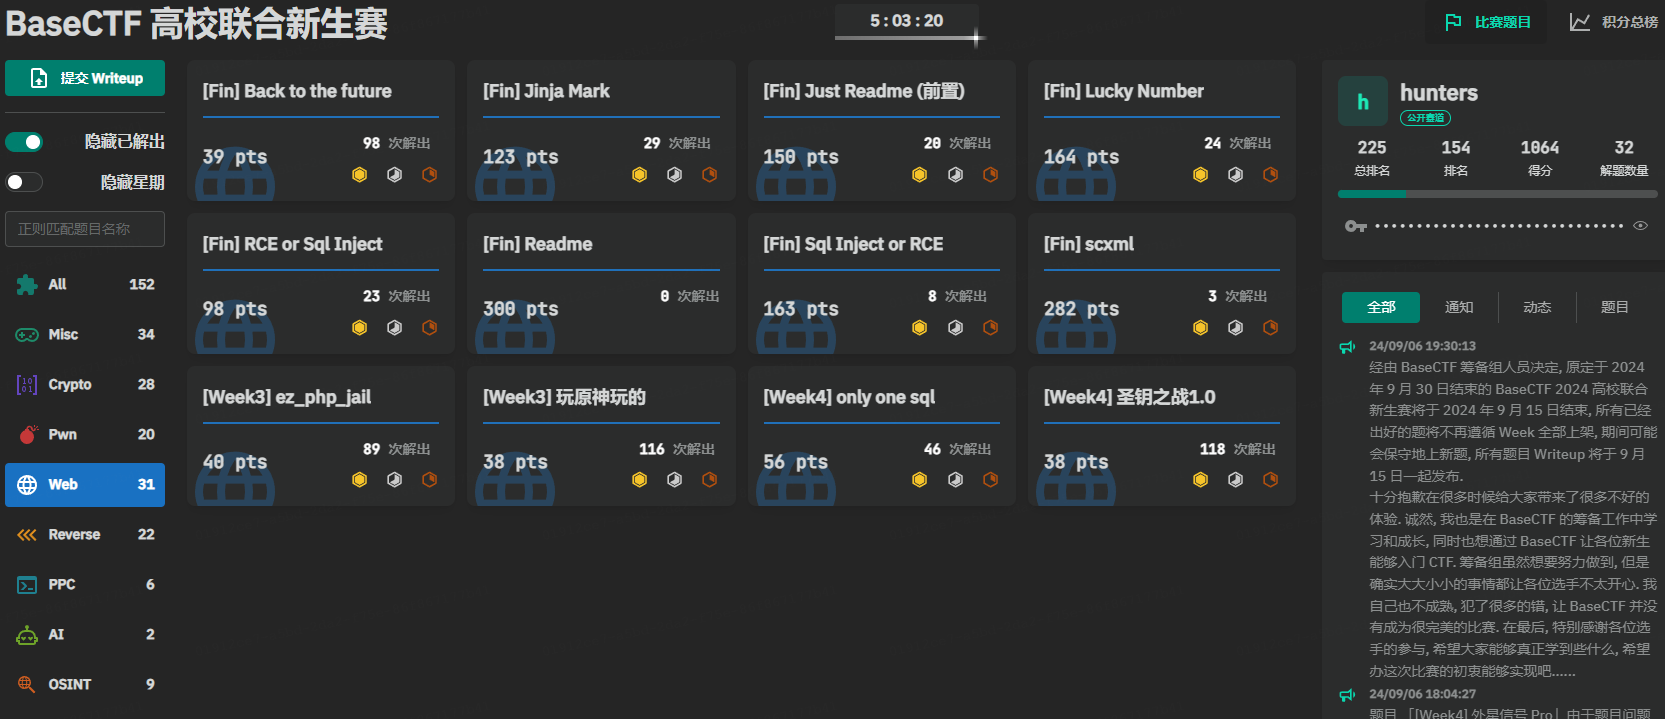 BaseCTF 高校联合新生赛
5 : 03 : 20
比赛题目
积分总榜
提交 Writeup
隐藏已解出
隐藏星期
正则匹配题目名称
All 152
Misc 34
Crypto 28
Pwn 20
Web 31
Reverse 22
PPC 6
AI 2
OSINT 9
[Fin] Back to the future
98 次解出
39 pts
[Fin] Jinja Mark
29 次解出
123 pts
[Fin] Just Readme (前置)
20 次解出
150 pts
[Fin] Lucky Number
24 次解出
164 pts
[Fin] RCE or Sql Inject
23 次解出
98 pts
[Fin] Readme
0 次解出
300 pts
[Fin] Sql Inject or RCE
8 次解出
163 pts
[Fin] scxml
3 次解出
282 pts
[Week3] ez_php_jail
89 次解出
40 pts
[Week3] 玩原神玩的
116 次解出
38 pts
[Week4] only one sql
46 次解出
56 pts
[Week4] 圣钥之战1.0
118 次解出
38 pts
h
hunters
公开赛道
225 154 1064 32
总排名 排名 得分 解题数量
全部 通知 动态 题目
24/09/06 19:30:13
经由 BaseCTF 筹备组人员决定, 原定于 2024
年 9 月 30 日结束的 BaseCTF 2024 高校联合
新生赛将于 2024 年 9 月 15 日结束, 所有已经
出好的题将不再遵循 Week 全部上架, 期间可能
会保守地上新题, 所有题目 Writeup 将于 9 月
15 日一起发布.
十分抱歉在很多时候给大家带来了很多不好的
体验. 诚然, 我也是在 BaseCTF 的筹备工作中学
习和成长, 同时也想通过 BaseCTF 让各位新生
能够入门 CTF. 筹备组虽然想要努力做到, 但是
确实大大小小的事情都让各位选手不太开心. 我
自己也不成熟, 犯了很多的错, 让 BaseCTF 并没
有成为很完美的比赛. 在最后, 特别感谢各位选
手的参与, 希望大家能够真正学到些什么, 希望
办这次比赛的初衷能够实现吧......
24/09/06 18:04:27
题目 「[Week4] 外星信号 Pro」由于题目问题